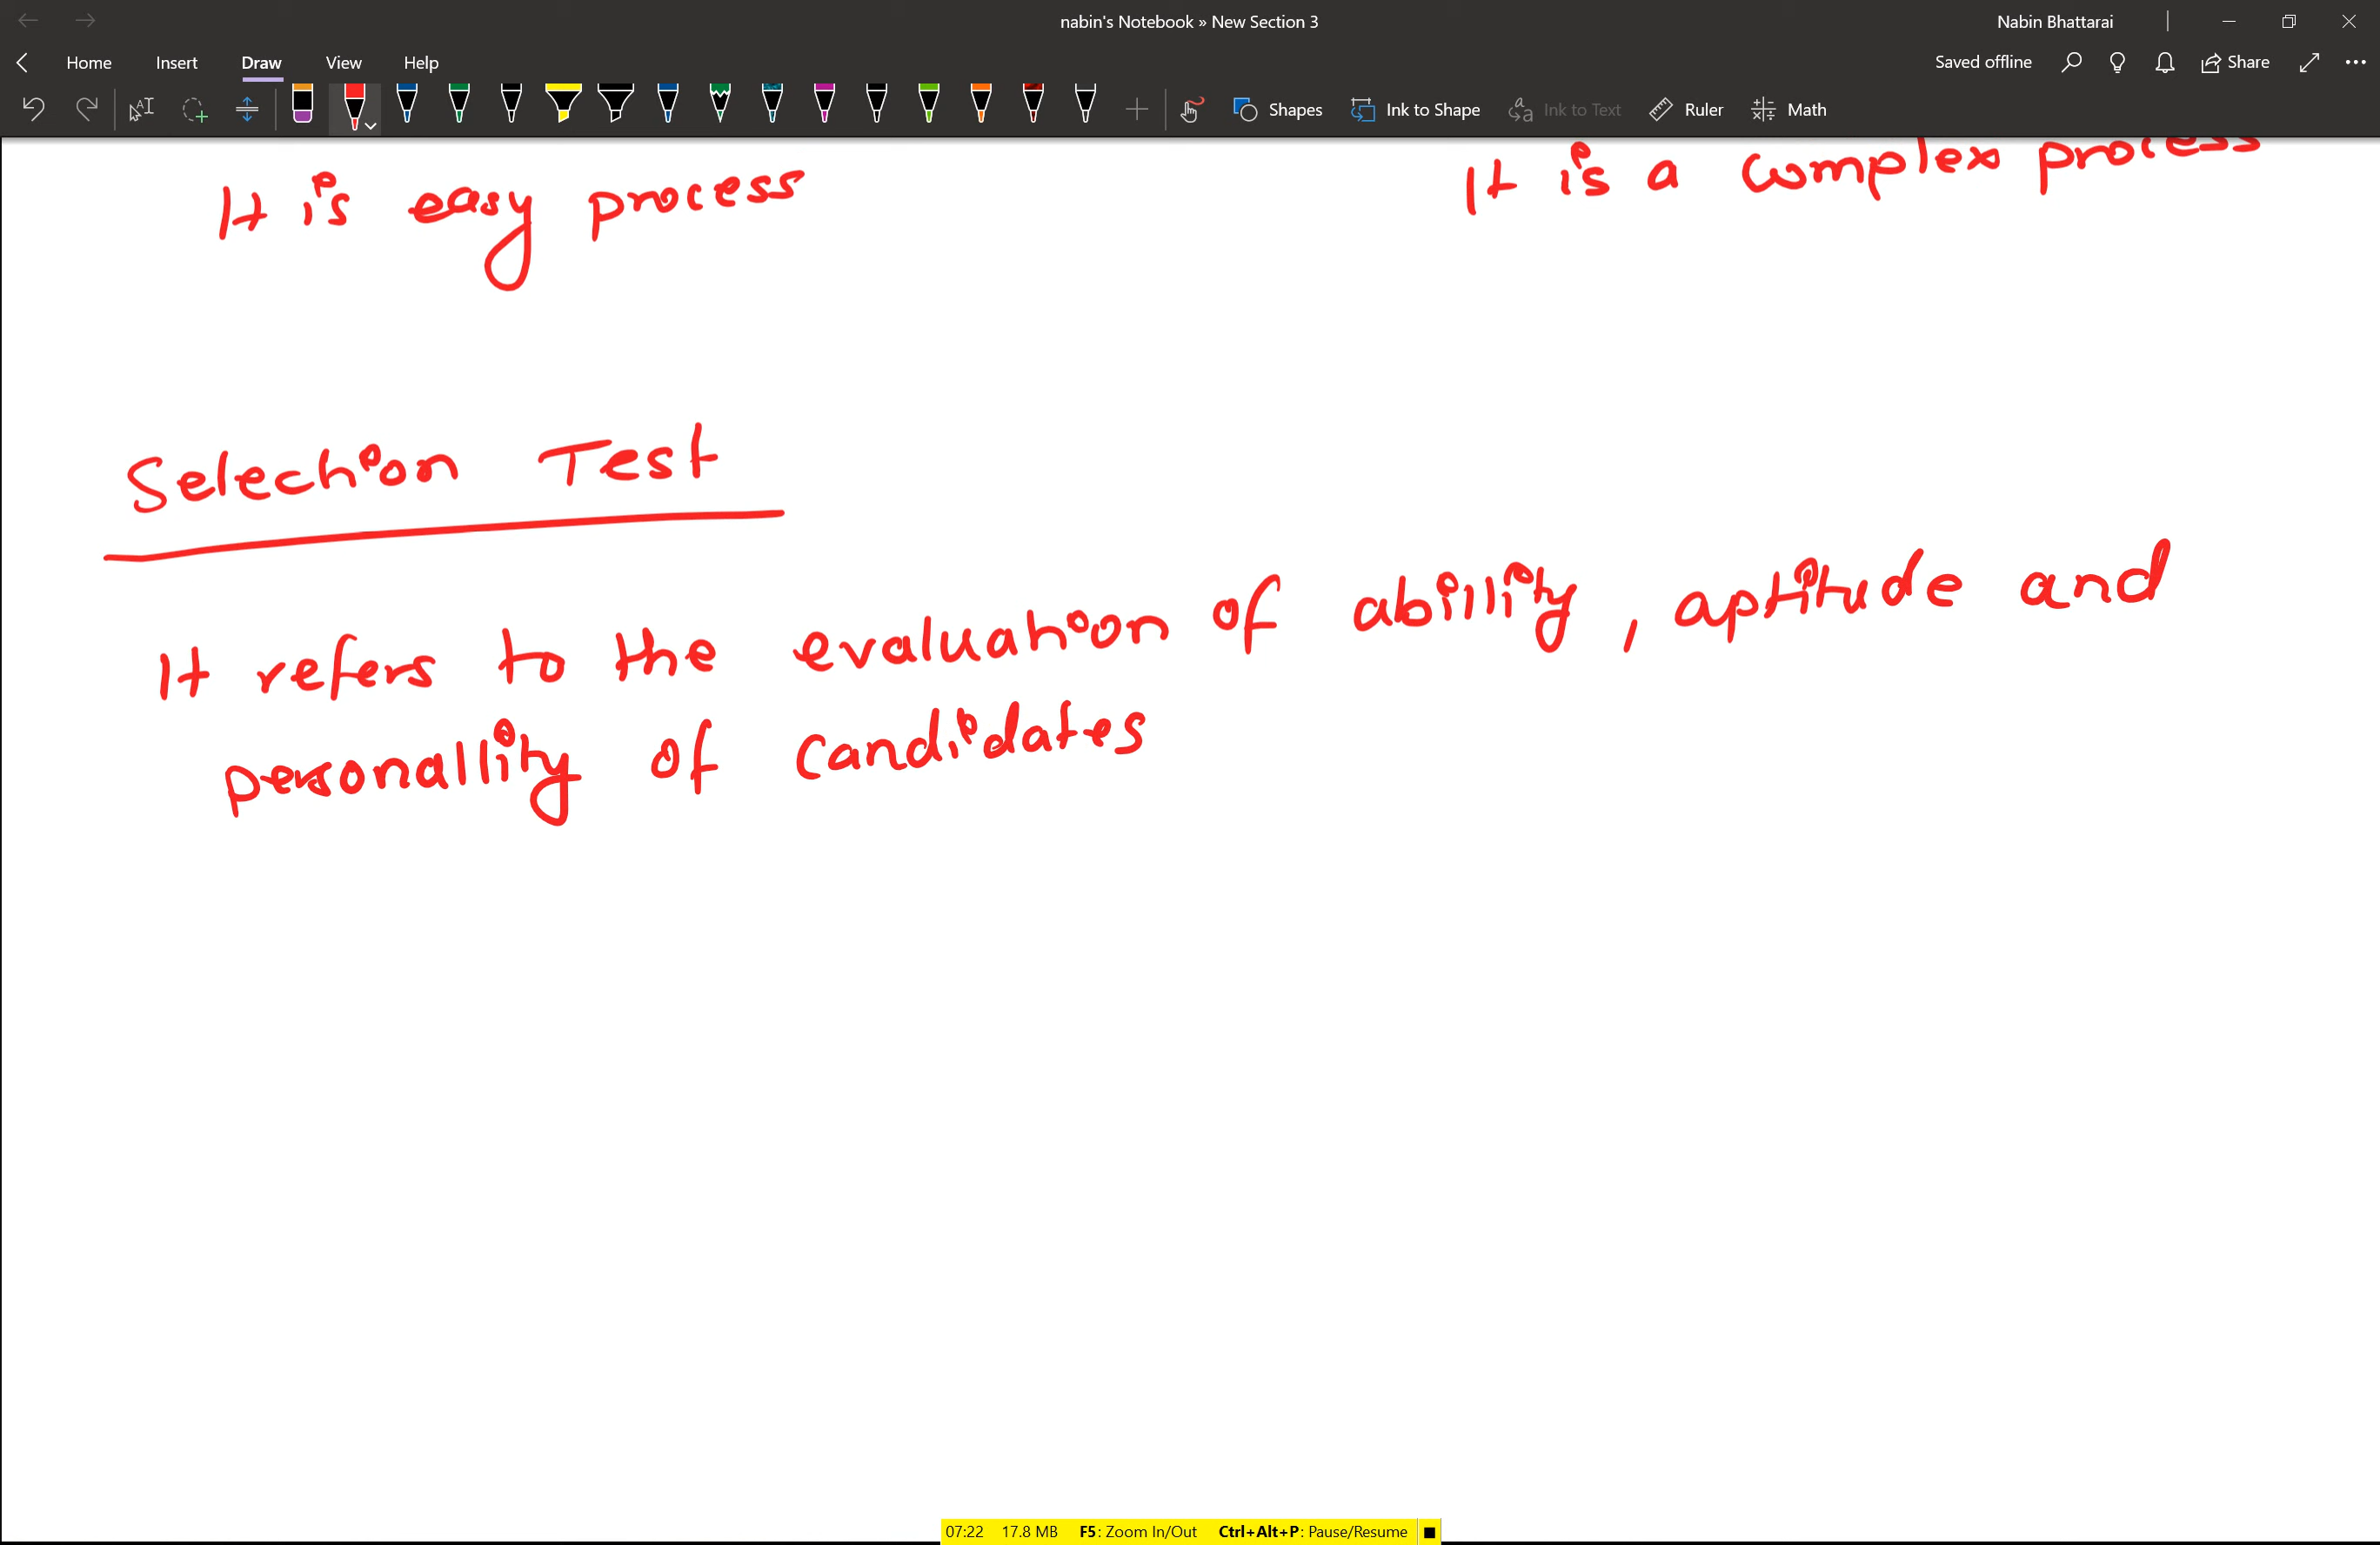 nabin's Notebook » New Section 3
Nabin Bhattarai
Home Insert Draw View Help
Saved offline
Share
Shapes Ink to Shape Ink to Text Ruler Math
It is easy process
It is a complex process
Selection Test
It refers to the evaluation of abillity, aptitude and
personallity of candidates
07:22 17.8 MB F5: Zoom In/Out Ctrl+Alt+P: Pause/Resume